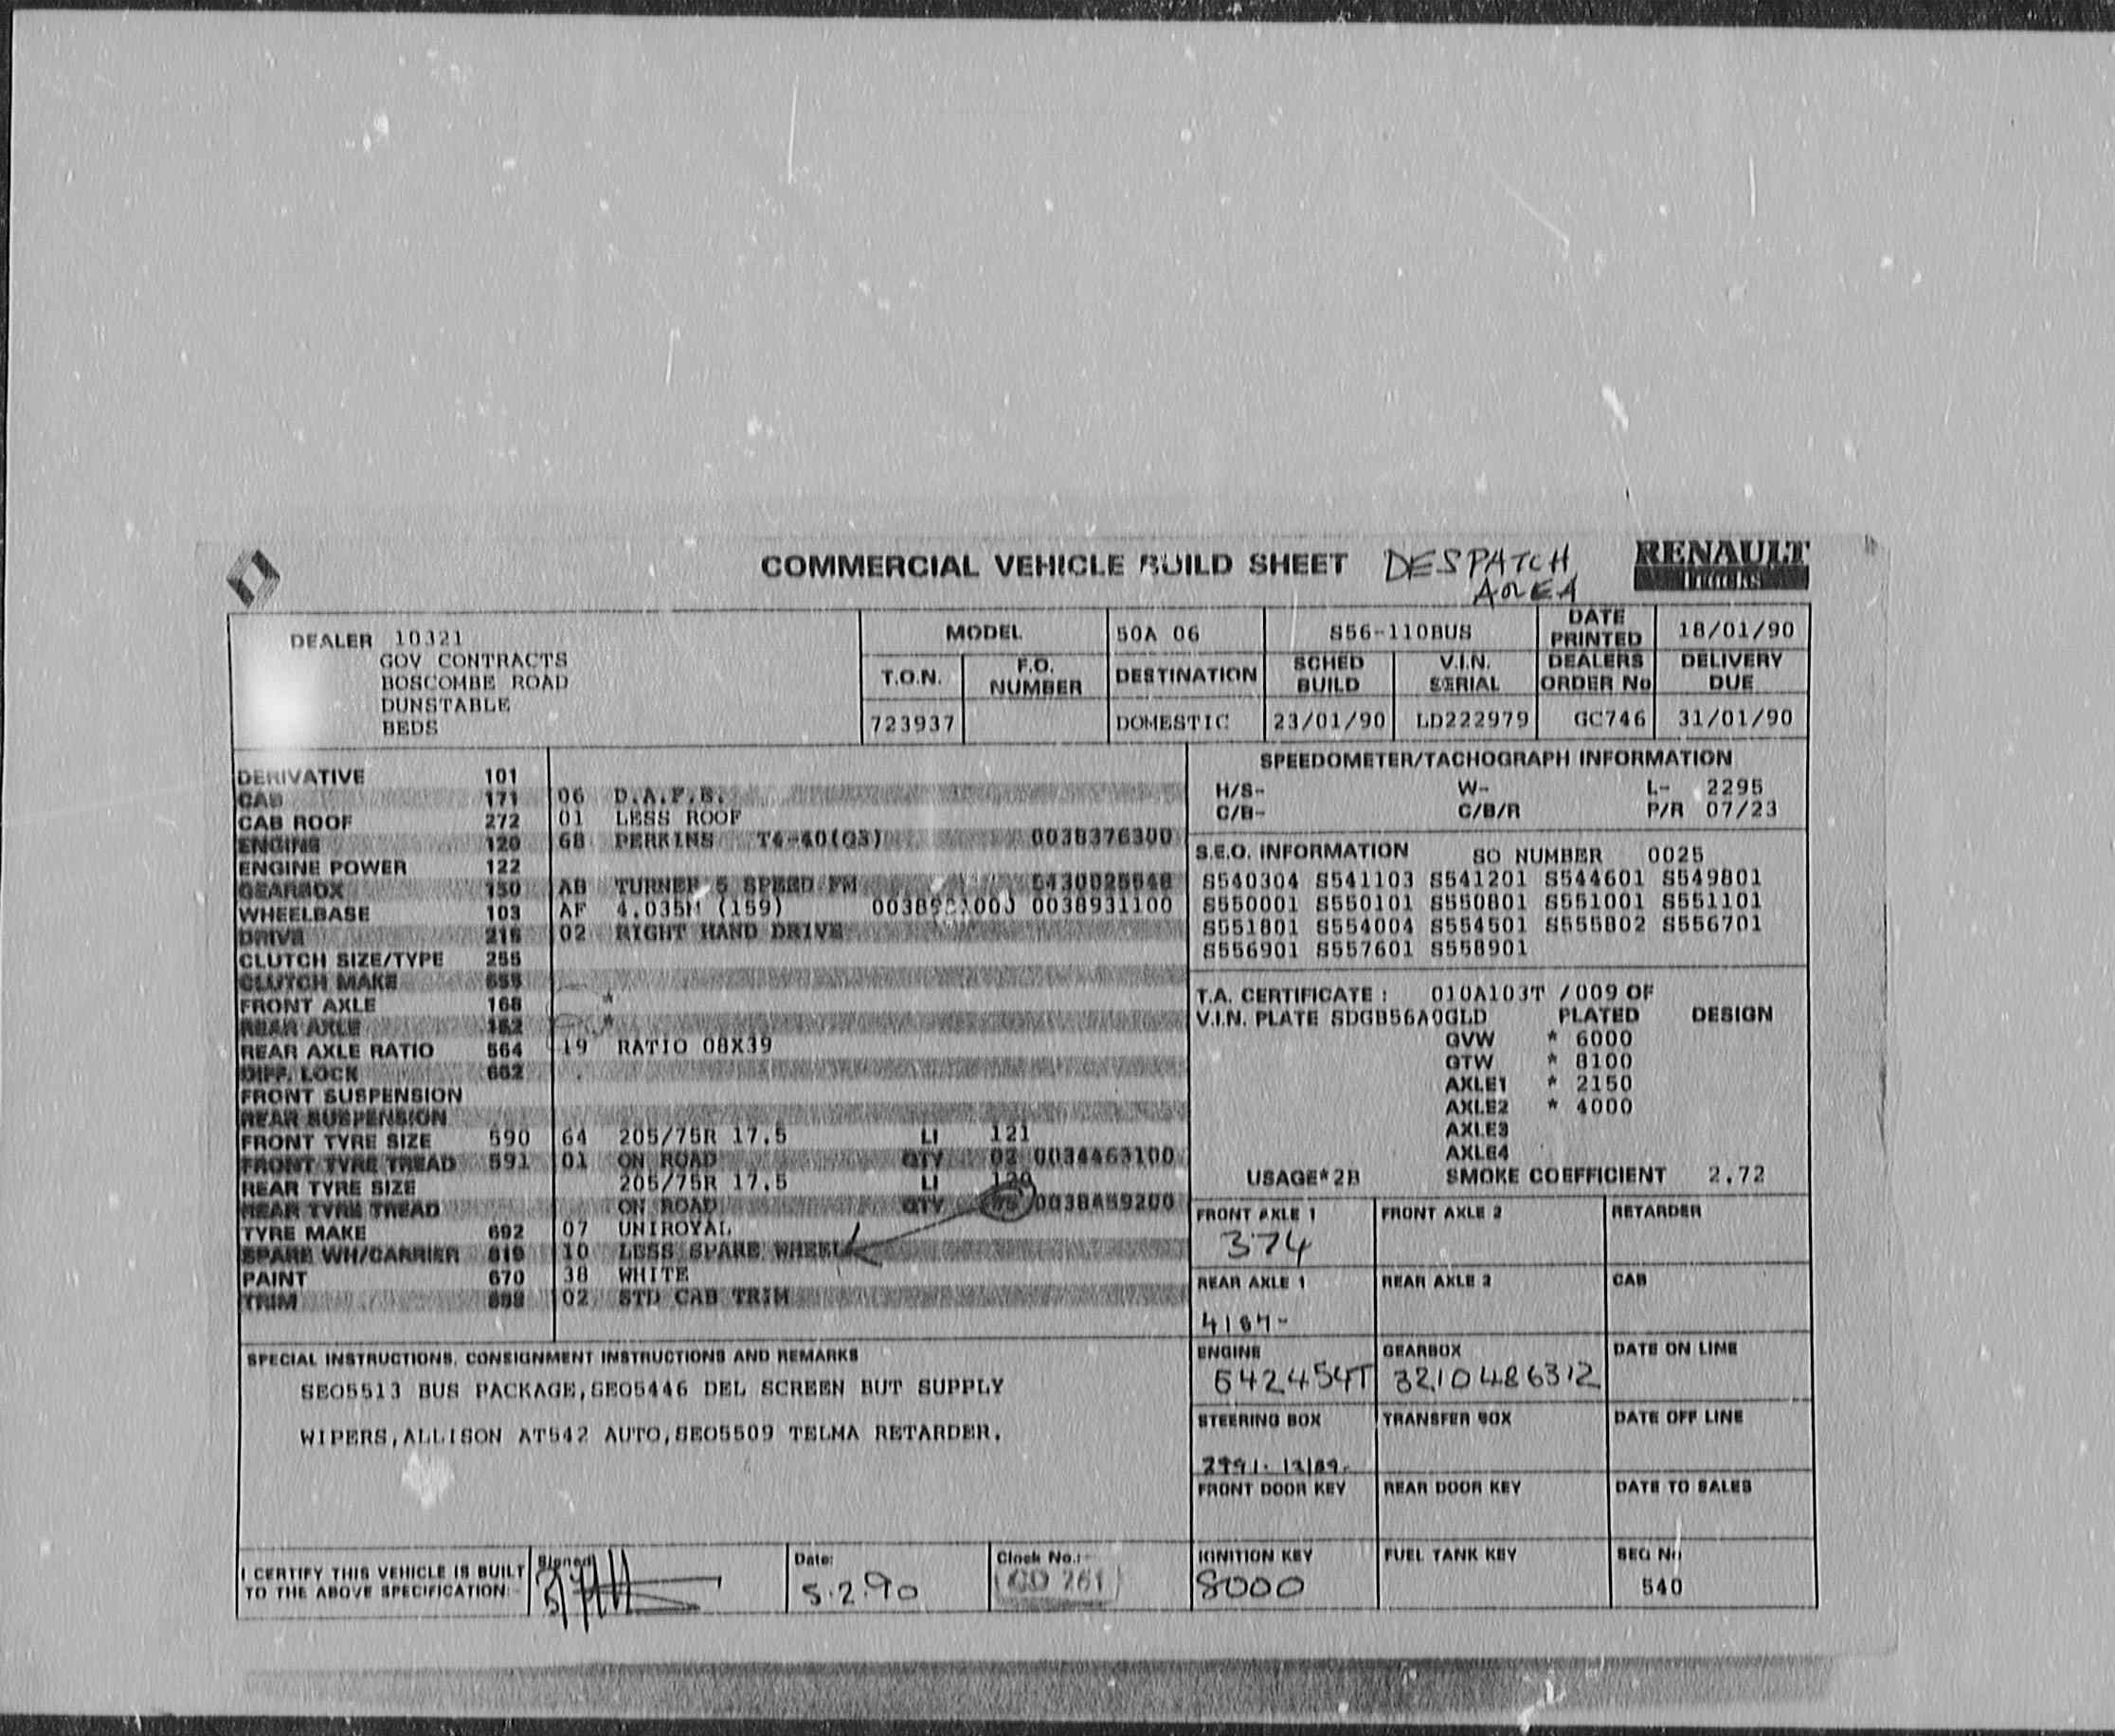 COMMERCIAL VEHICLE BUILD SHEET DESPATCH AREA RENAULT
TRUCKS
DEALER 10321
GOV CONTRACTS
BOSCOMBE ROAD
DUNSTABLE
BEDS
MODEL 50A 06 S56-110BUS DATE PRINTED 18/01/90
T.O.N. F.O. NUMBER DESTINATION SCHED BUILD V.I.N. SERIAL DEALERS ORDER No DELIVERY DUE
723937 DOMESTIC 23/01/90 LD222979 GC746 31/01/90
DERIVATIVE 101
CAB 171 06 D.A.F.B.
CAB ROOF 272 01 LESS ROOF
ENGINE 120 68 PERKINS T4-40(Q3) 0038376300
ENGINE POWER 122
GEARBOX 150 AB TURNER 5 SPEED FM
WHEELBASE 103 AF 4.035M (159) 0038931100
DRIVE 216 02 RIGHT HAND DRIVE
CLUTCH SIZE/TYPE 255
CLUTCH MAKE
FRONT AXLE 168 *
REAR AXLE *
REAR AXLE RATIO 564 19 RATIO 08X39
DIFF. LOCK 662
FRONT SUSPENSION
REAR SUSPENSION
FRONT TYRE SIZE 590 64 205/75R 17.5 LI 121
FRONT TYRE TREAD 591 01 ON ROAD QTY 02 0034463100
REAR TYRE SIZE 205/75R 17.5 LI
REAR TYRE TREAD ON ROAD QTY 0038459200
TYRE MAKE 692 07 UNIROYAL
SPARE WH/CARRIER 10 LESS SPARE WHEEL
PAINT 670 38 WHITE
TRIM 02 STD CAB TRIM
SPECIAL INSTRUCTIONS, CONSIGNMENT INSTRUCTIONS AND REMARKS
SEO5513 BUS PACKAGE,SEO5446 DEL SCREEN BUT SUPPLY
WIPERS,ALLISON AT542 AUTO,SEO5509 TELMA RETARDER.
SPEEDOMETER/TACHOGRAPH INFORMATION
H/S- W- L- 2295
C/B- C/B/R P/R 07/23
S.E.O. INFORMATION SO NUMBER 0025
S540304 S541103 S541201 S544601 S549801
S550001 S550101 S550801 S551001 S551101
S551801 S554004 S554501 S555802 S556701
S556901 S557601 S558901
T.A. CERTIFICATE : 010A103T /009 OF
V.I.N. PLATE SDGB56A0GLD PLATED DESIGN
GVW * 6000
GTW * 8100
AXLE1 * 2150
AXLE2 * 4000
AXLE3
AXLE4
USAGE*2B SMOKE COEFFICIENT 2.72
FRONT AXLE 1 FRONT AXLE 2 RETARDER
374
REAR AXLE 1 REAR AXLE 2 CAB
ENGINE GEARBOX DATE ON LINE
3210486312
STEERING BOX TRANSFER BOX DATE OFF LINE
FRONT DOOR KEY REAR DOOR KEY DATE TO SALES
IGNITION KEY FUEL TANK KEY SEQ No
8000 540
I CERTIFY THIS VEHICLE IS BUILT
TO THE ABOVE SPECIFICATION:-
Signed
Date:
5.2.90
Clock No.:
CO 261